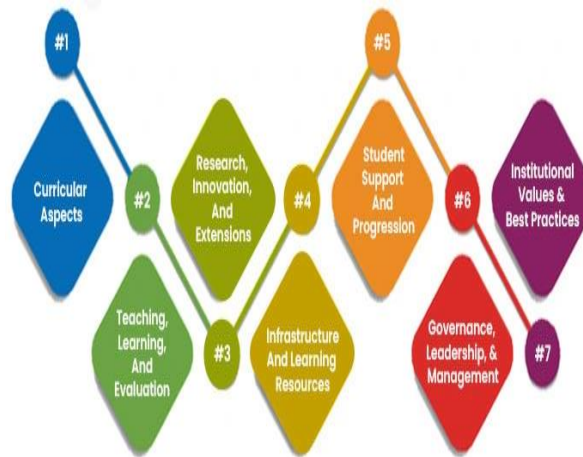 #1
Curricular
Aspects
#2
Teaching,
Learning,
And
Evaluation
#3
Research,
Innovation,
And
Extensions
#4
Infrastructure
And Learning
Resources
#5
Student
Support
And
Progression
#6
Governance,
Leadership, &
Management
#7
Institutional
Values &
Best Practices